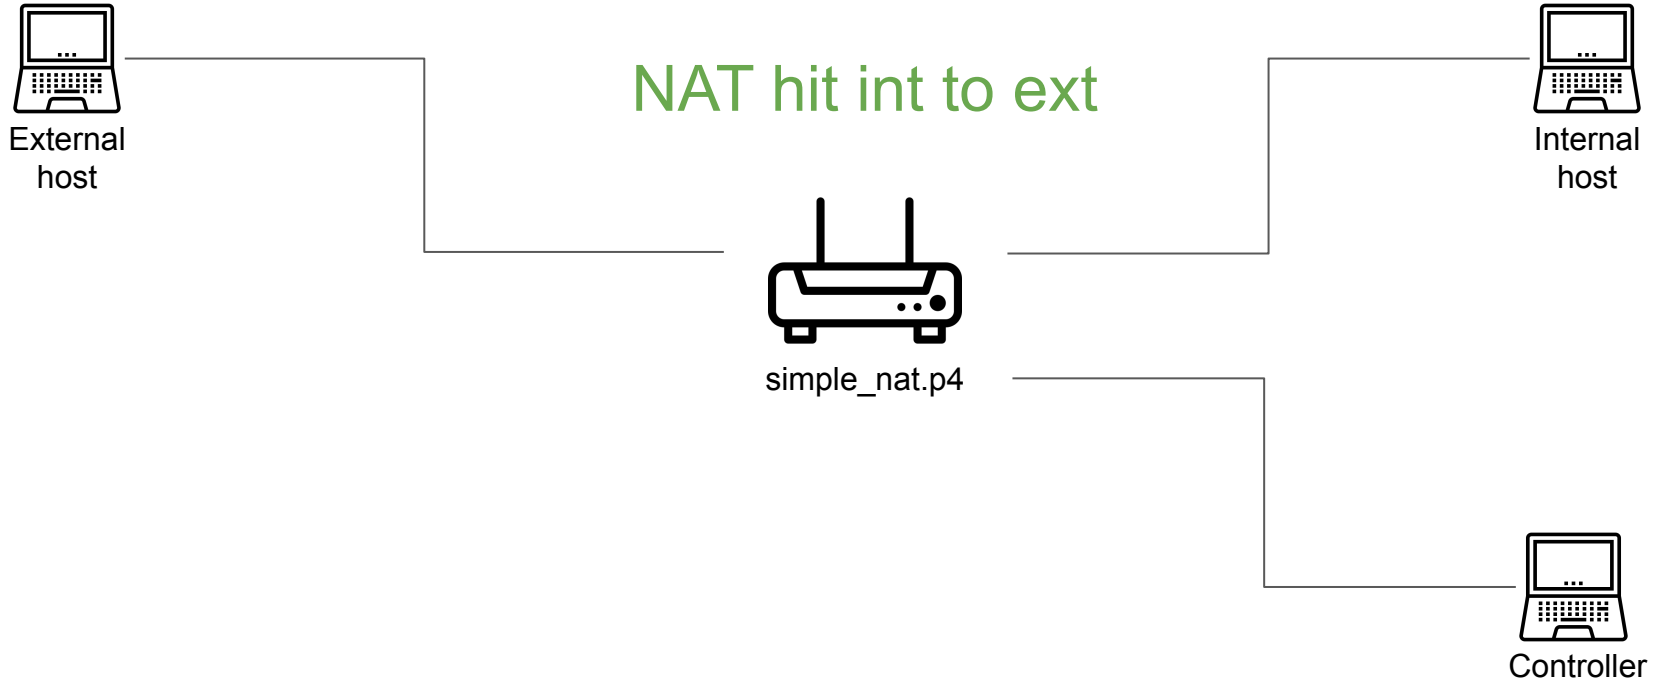 NAT hit int to ext
External
host
Internal
host
simple_nat.p4
Controller